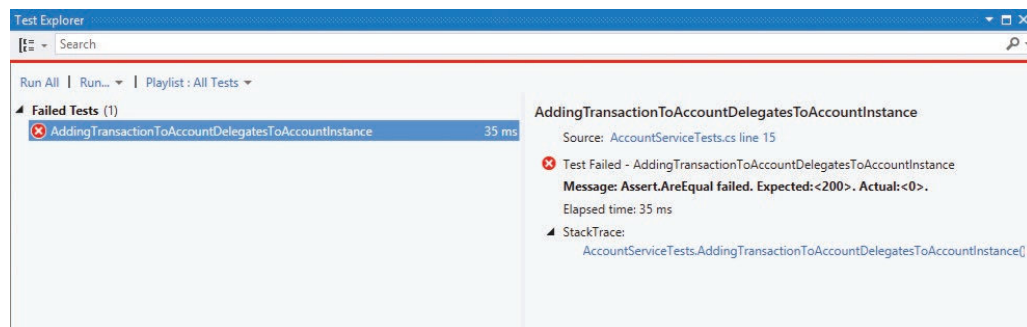 Test Explorer
Search
Run All | Run... | Playlist : All Tests
Failed Tests (1)
AddingTransactionToAccountDelegatesToAccountInstance 35 ms
AddingTransactionToAccountDelegatesToAccountInstance
Source: AccountServiceTests.cs line 15
Test Failed - AddingTransactionToAccountDelegatesToAccountInstance
Message: Assert.AreEqual failed. Expected:<200>. Actual:<0>.
Elapsed time: 35 ms
StackTrace:
AccountServiceTests.AddingTransactionToAccountDelegatesToAccountInstance()